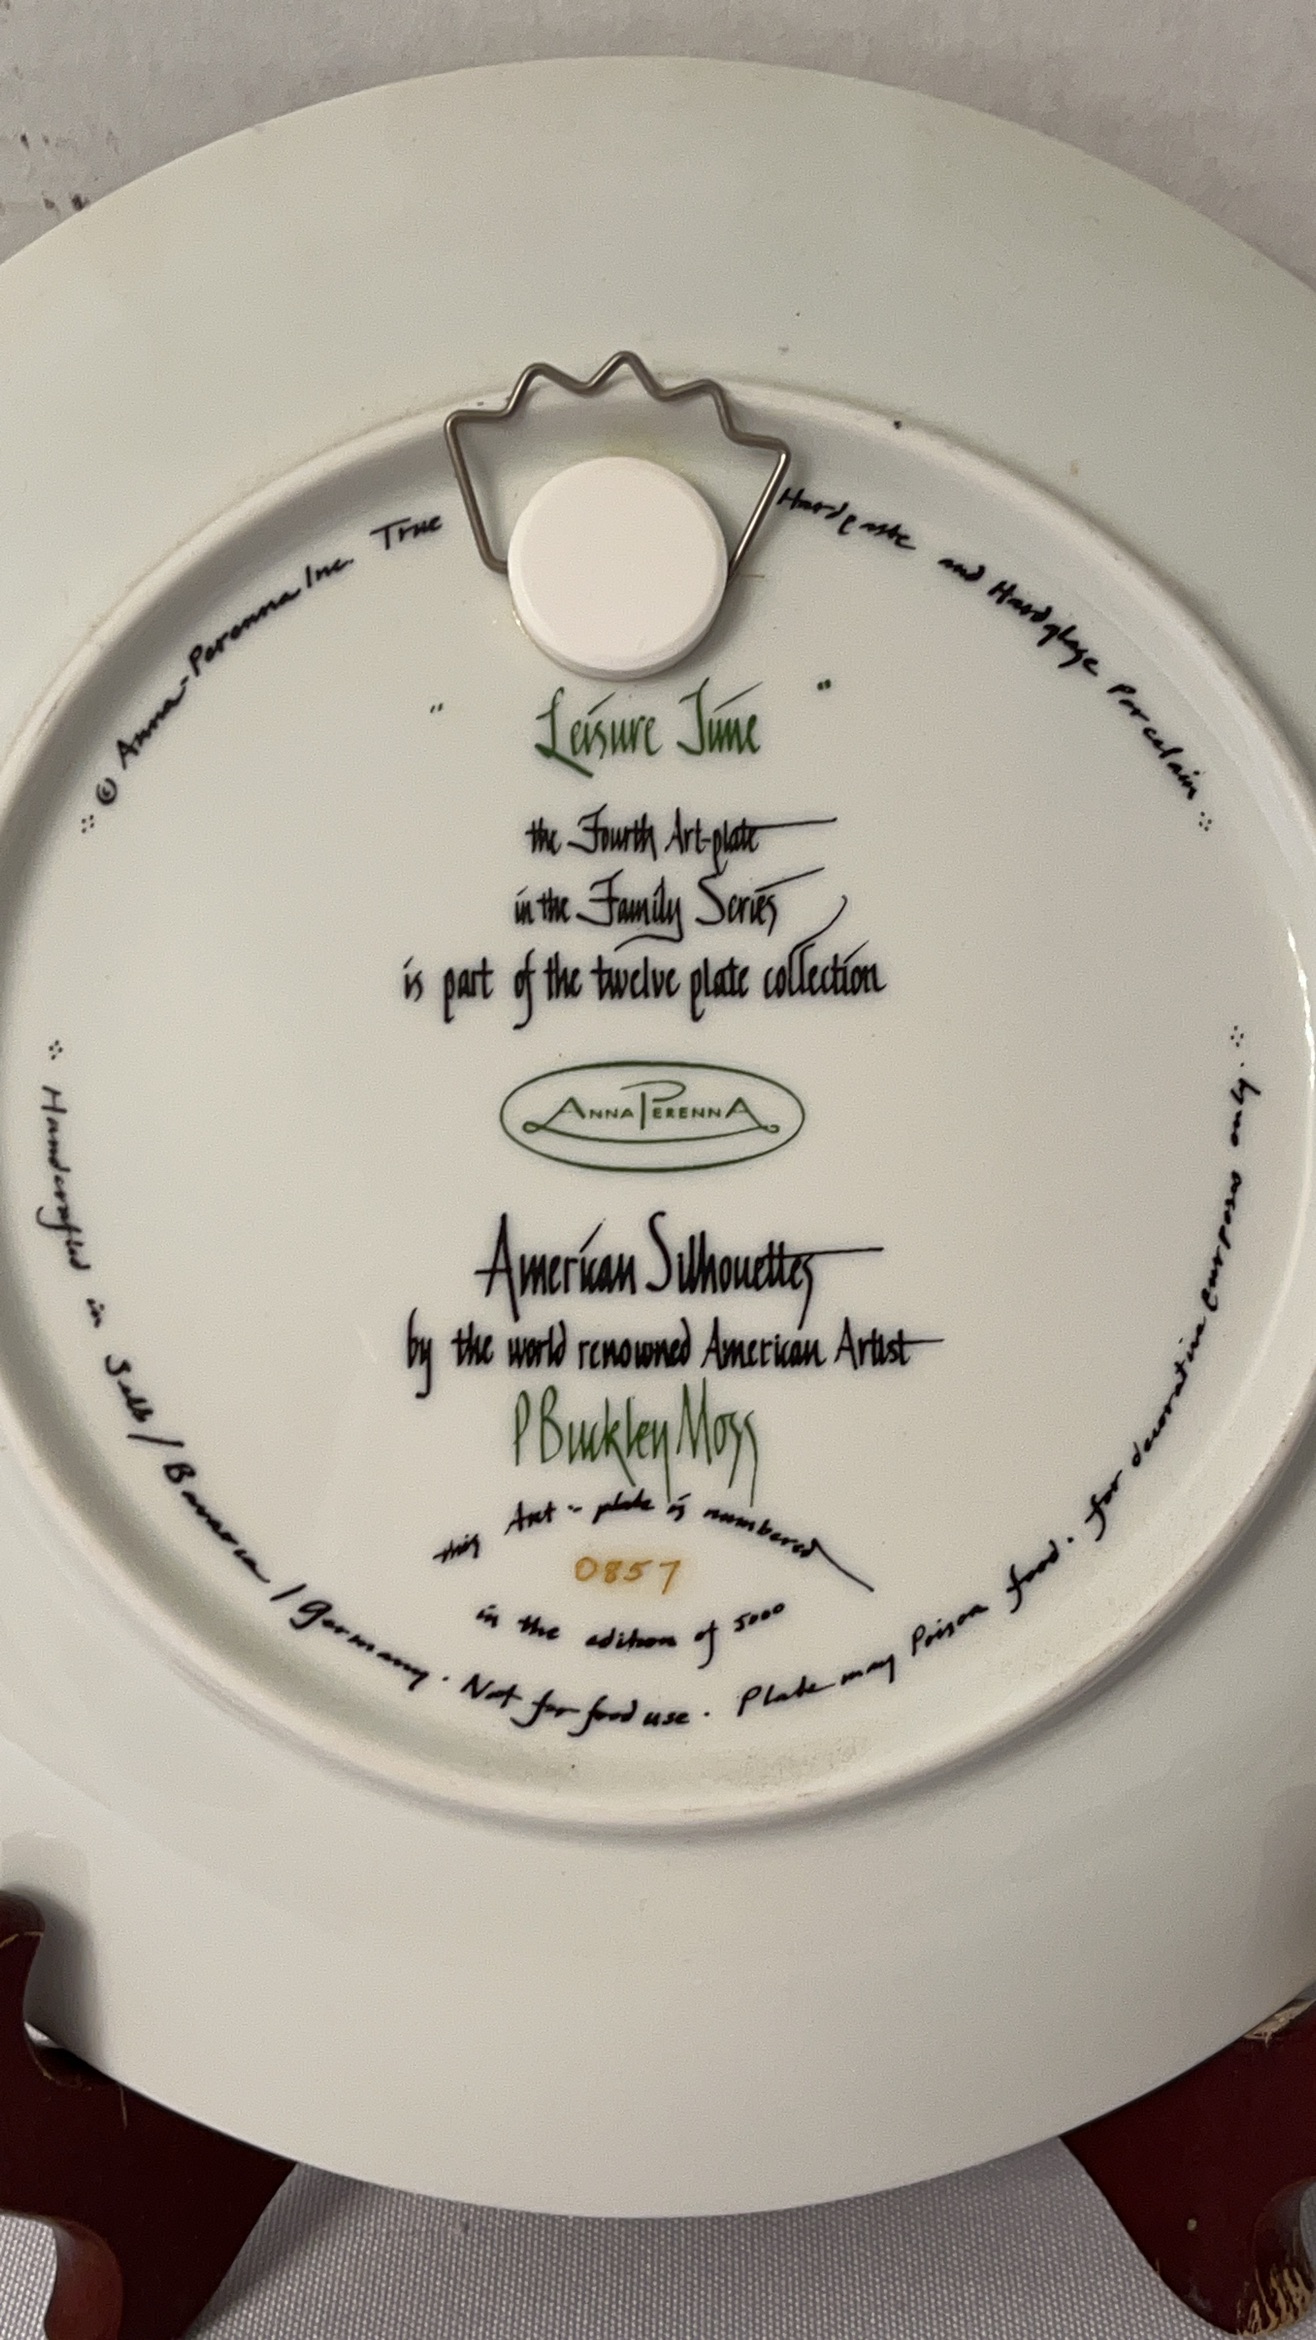 © Anna-Perenna Inc. True Hardpaste and Hardglaze Porcelain
" Leisure Time "
the Fourth Art-plate
in the Family Series
is part of the twelve plate collection
ANNA PERENNA
American Silhouettes
by the world renowned American Artist
P Buckley Moss
this Art-plate is numbered
0857
in the edition of 5000
Handcrafted in Selb / Bavaria / Germany. Not for food use. Plate may Poison food. for decorative purposes only.